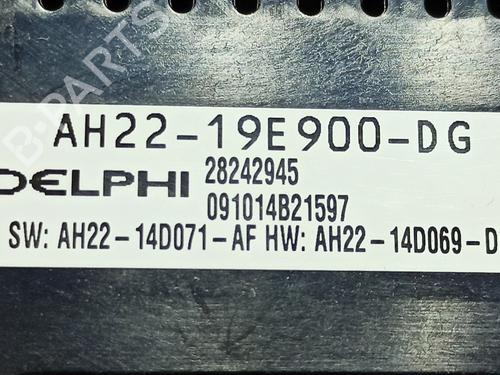 B-PARTS
AH22-19E900-DG
DELPHI 28242945
091014B21597
SW: AH22-14D071-AF HW: AH22-14D069-D